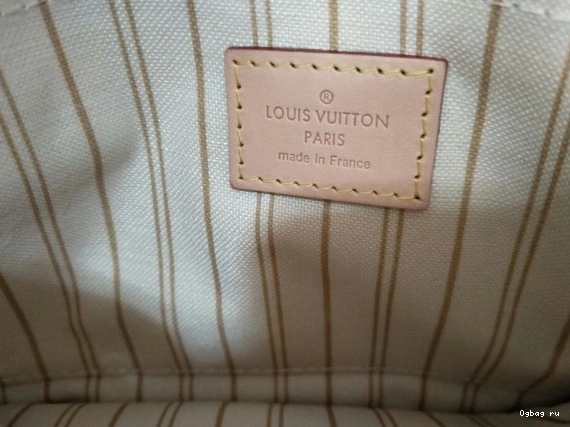 ®
LOUIS VUITTON
PARIS
made in France
Ogbag ru